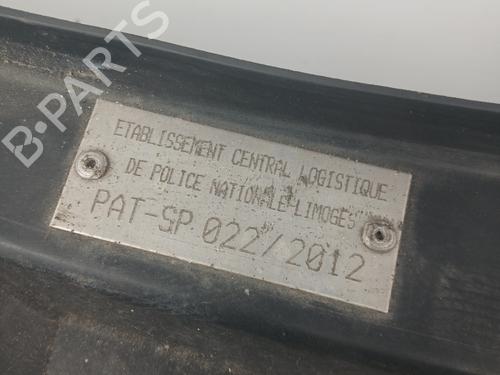 B-PARTS
ETABLISSEMENT CENTRAL LOGISTIQUE
DE POLICE NATIONALE-LIMOGES
PAT-SP 022/2012